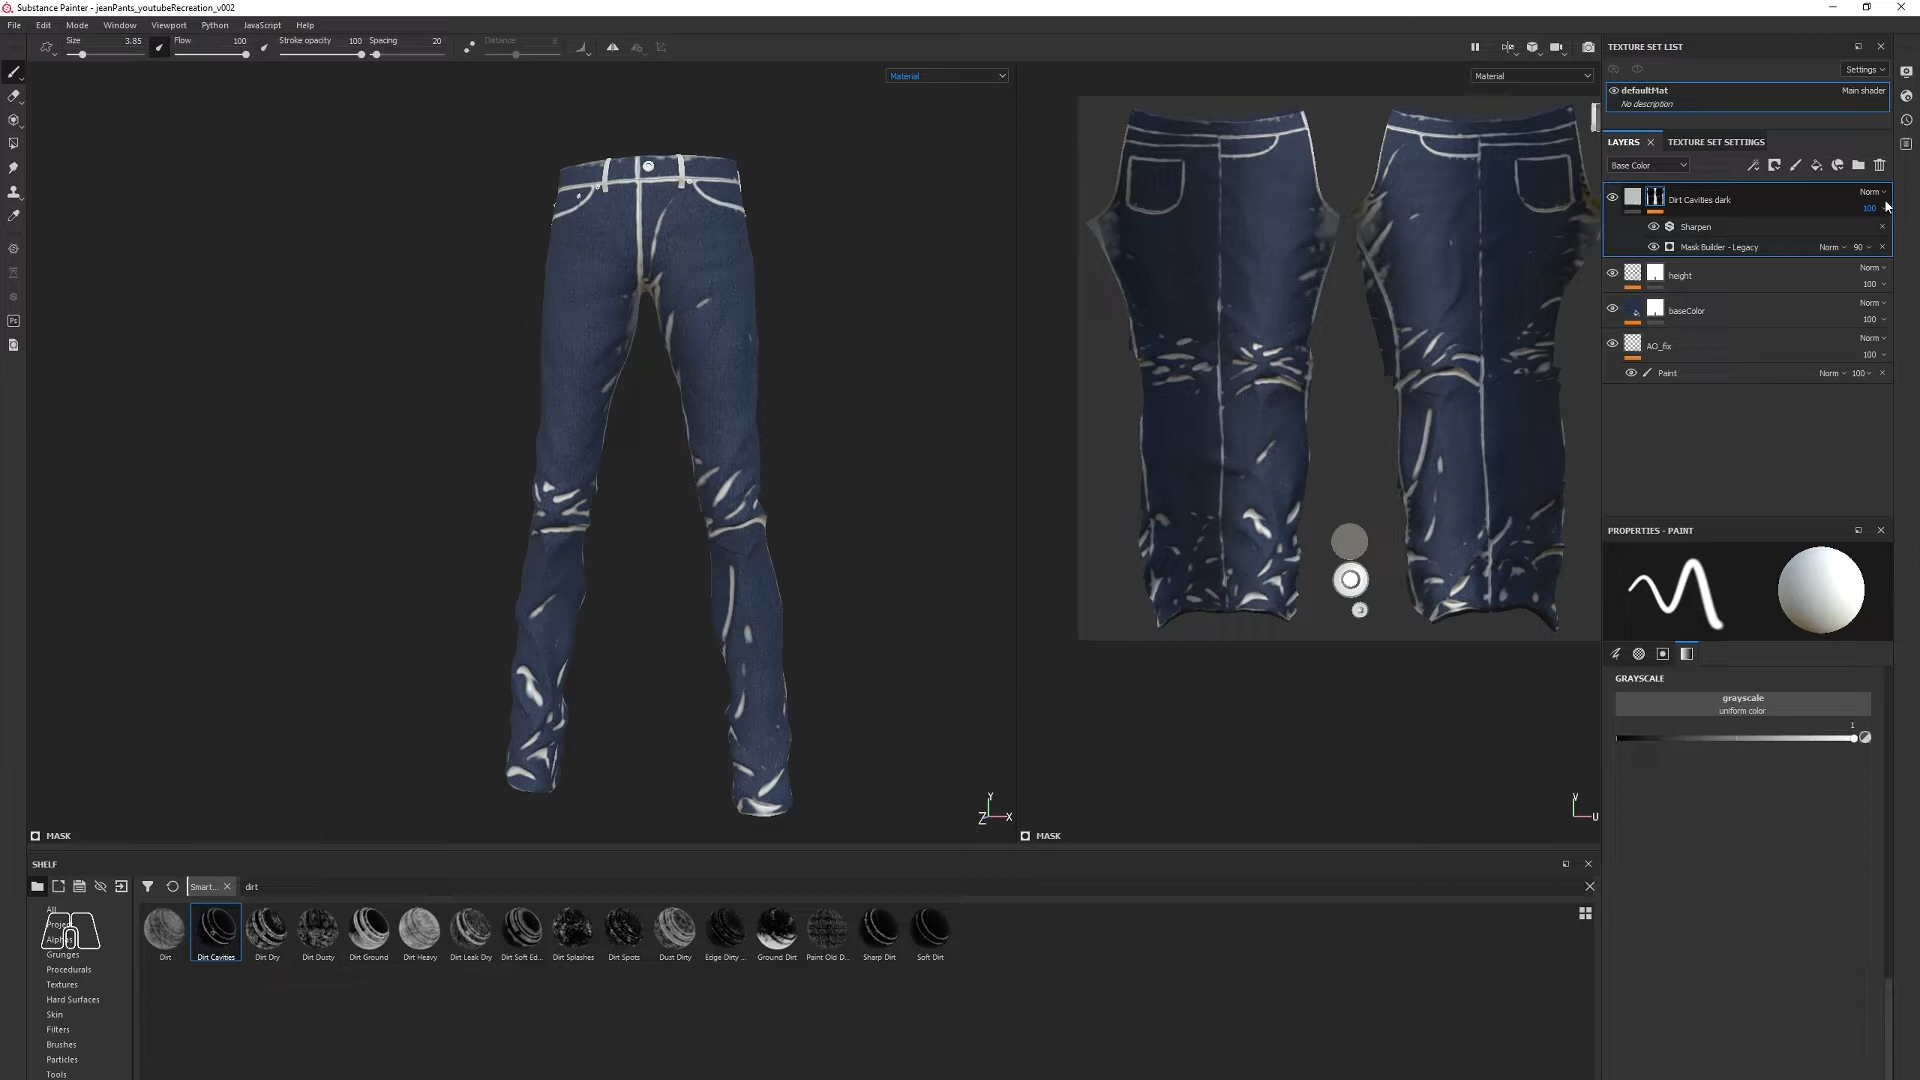 Substance Painter - jeanPants_youtubeRecreation_v002
File Edit Mode Window Viewport Python JavaScript Help
Size 3.85 Flow 100 Stroke opacity 100 Spacing 20 Distance: 8
Material
Material
TEXTURE SET LIST
Settings
defaultMat Main shader
No description
LAYERS TEXTURE SET SETTINGS
Base Color
Norm
Dirt Cavities dark
100
Sharpen
Mask Builder - Legacy Norm 90
Norm
height
100
Norm
baseColor
100
Norm
AO_fix
100
Paint Norm 100
PROPERTIES - PAINT
GRAYSCALE
grayscale
uniform color
1
Y
Z X
V
U
MASK
MASK
SHELF
Smart... dirt
All
Project
Alphas
Grunges
Procedurals
Textures
Hard Surfaces
Skin
Filters
Brushes
Particles
Tools
Dirt Dirt Cavities Dirt Dry Dirt Dusty Dirt Ground Dirt Heavy Dirt Leak Dry Dirt Soft Ed... Dirt Splashes Dirt Spots Dust Dirty Edge Dirty ... Ground Dirt Paint Old D... Sharp Dirt Soft Dirt
Ps